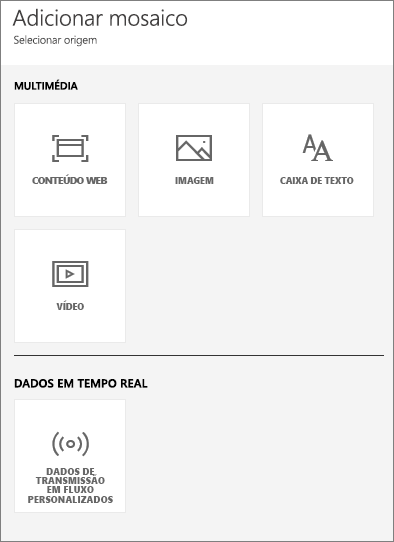 Adicionar mosaico
Selecionar origem
MULTIMÉDIA
CONTEÚDO WEB
IMAGEM
CAIXA DE TEXTO
VÍDEO
DADOS EM TEMPO REAL
DADOS DE
TRANSMISSÃO
EM FLUXO
PERSONALIZADOS